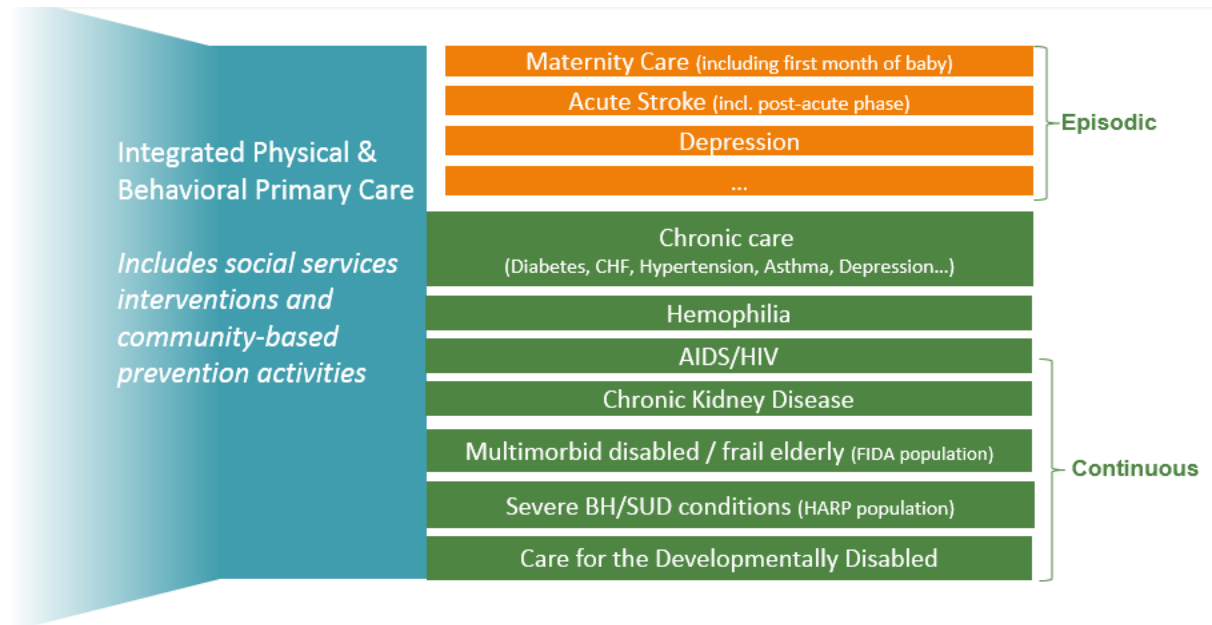 Integrated Physical &
Behavioral Primary Care
Includes social services
interventions and
community-based
prevention activities
Maternity Care (including first month of baby)
Acute Stroke (incl. post-acute phase)
Depression
...
Episodic
Chronic care
(Diabetes, CHF, Hypertension, Asthma, Depression...)
Hemophilia
AIDS/HIV
Chronic Kidney Disease
Multimorbid disabled / frail elderly (FIDA population)
Severe BH/SUD conditions (HARP population)
Care for the Developmentally Disabled
Continuous